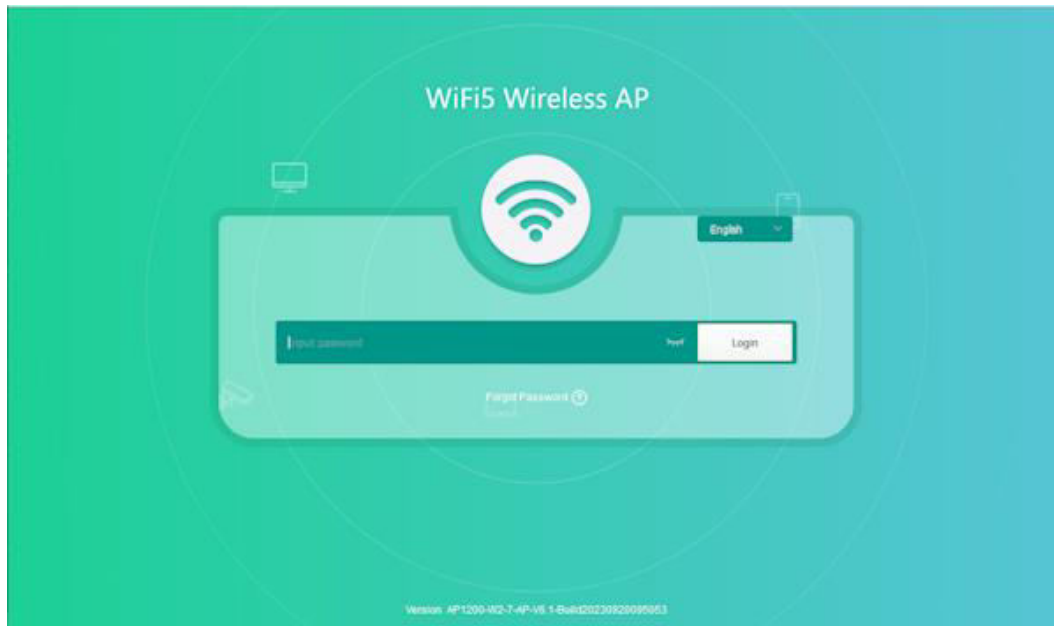 WiFi5 Wireless AP
English
Input password
Login
Forgot Password ?
Version AP1200-W2-7-AP-V6.1-Build20230920095053